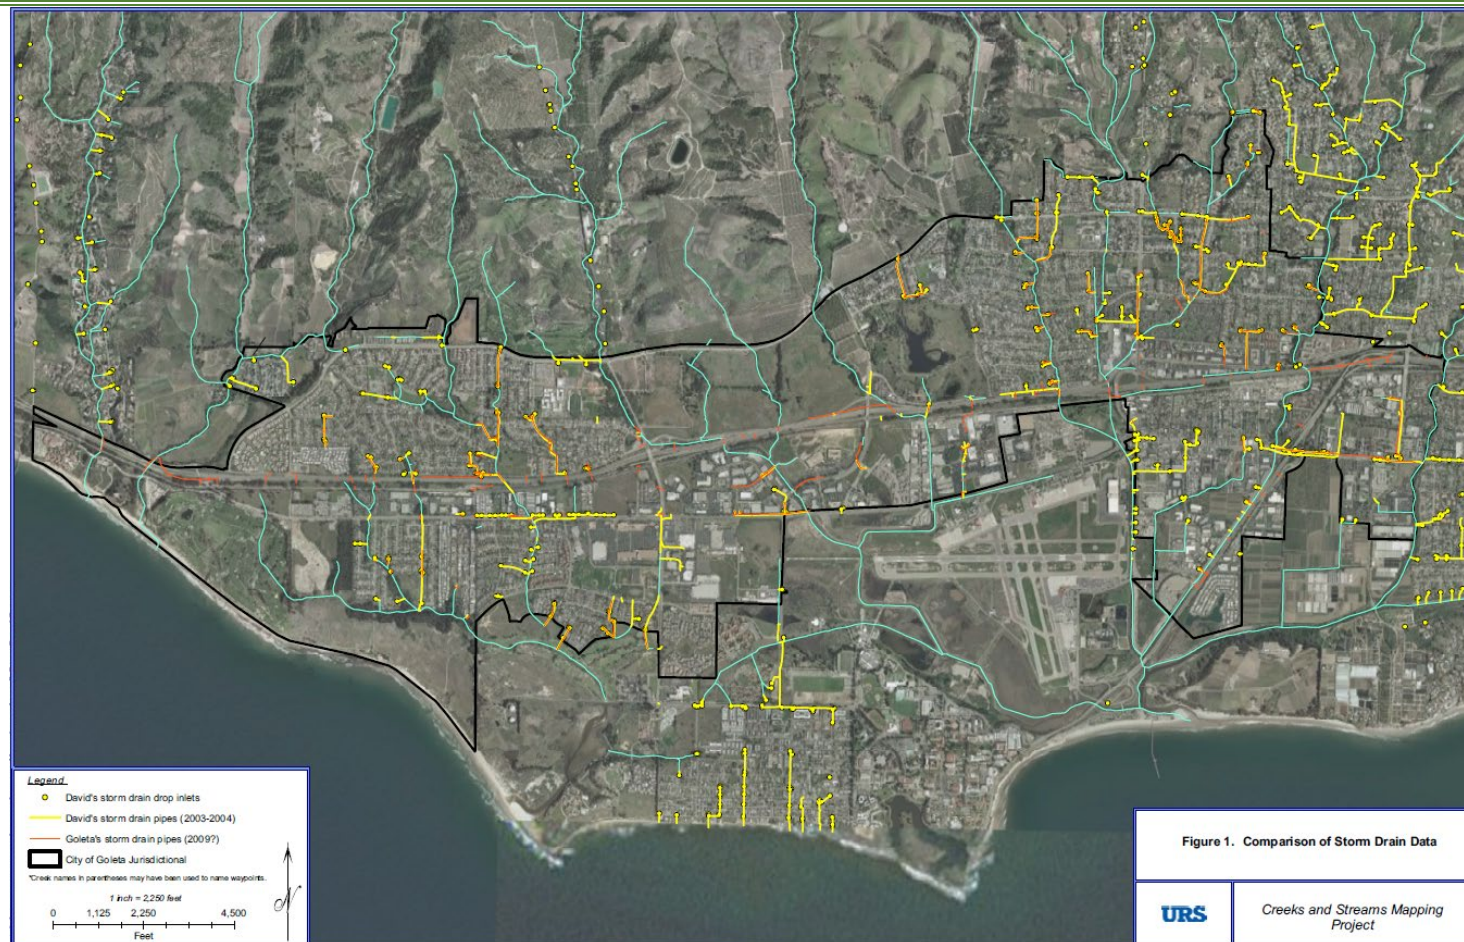 Legend
David's storm drain drop inlets
David's storm drain pipes (2003-2004)
Goleta's storm drain pipes (2009?)
City of Goleta Jurisdictional
*Creek names in parentheses may have been used to name waypoints.
1 inch = 2,250 feet
0 1,125 2,250 4,500
Feet
N
Figure 1. Comparison of Storm Drain Data
URS
Creeks and Streams Mapping
Project